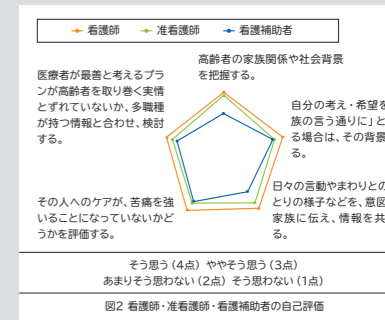 看護師 准看護師 看護補助者
高齢者の家族関係や社会背景
を把握する。
医療者が最善と考えるプラ
ンが高齢者を取り巻く実情
とずれていないか、多職種
が持つ情報と合わせ、検討
する。
自分の考え・希望を
族の言う通りに」と
る場合は、その背景
る。
日々の言動やまわりとの
とりの様子などを、意図
家族に伝え、情報を共
る。
その人へのケアが、苦痛を強
いることになっていないかど
うかを評価する。
そう思う(4点) ややそう思う(3点)
あまりそう思わない(2点) そう思わない(1点)
図2 看護師・准看護師・看護補助者の自己評価